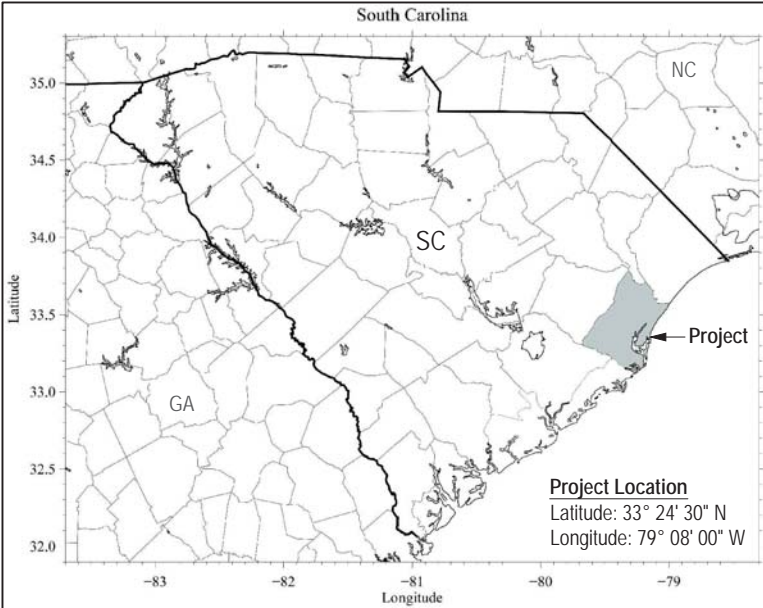 South Carolina
NC
35.0
34.5
34.0
33.5
33.0
32.5
32.0
Latitude
SC
Project
GA
Project Location
Latitude: 33° 24' 30" N
Longitude: 79° 08' 00" W
−83
−82
−81
−80
−79
Longitude